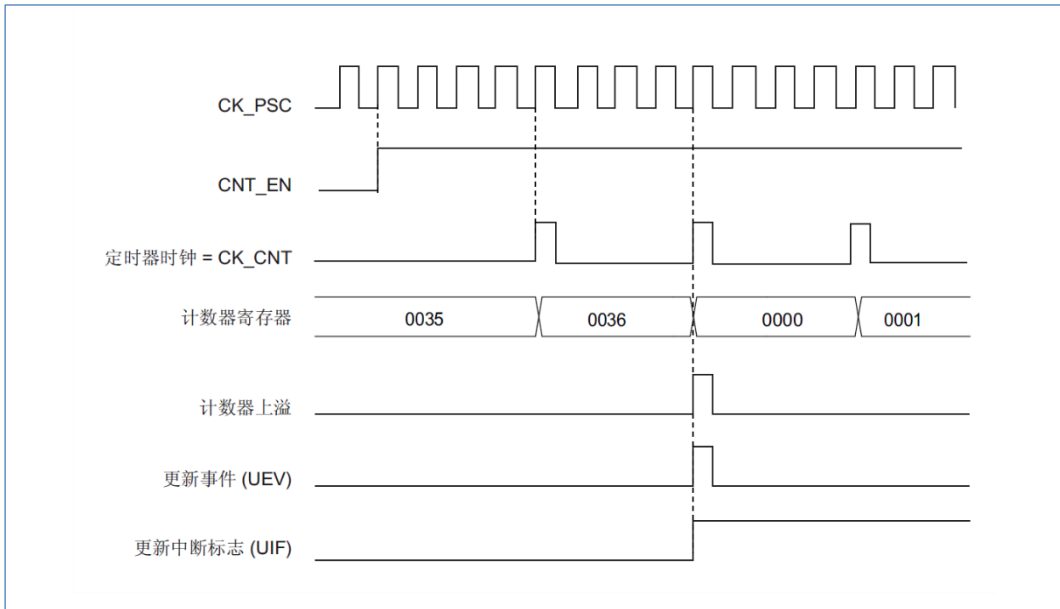 CK_PSC
CNT_EN
定时器时钟 = CK_CNT
计数器寄存器 0035 0036 0000 0001
计数器上溢
更新事件 (UEV)
更新中断标志 (UIF)